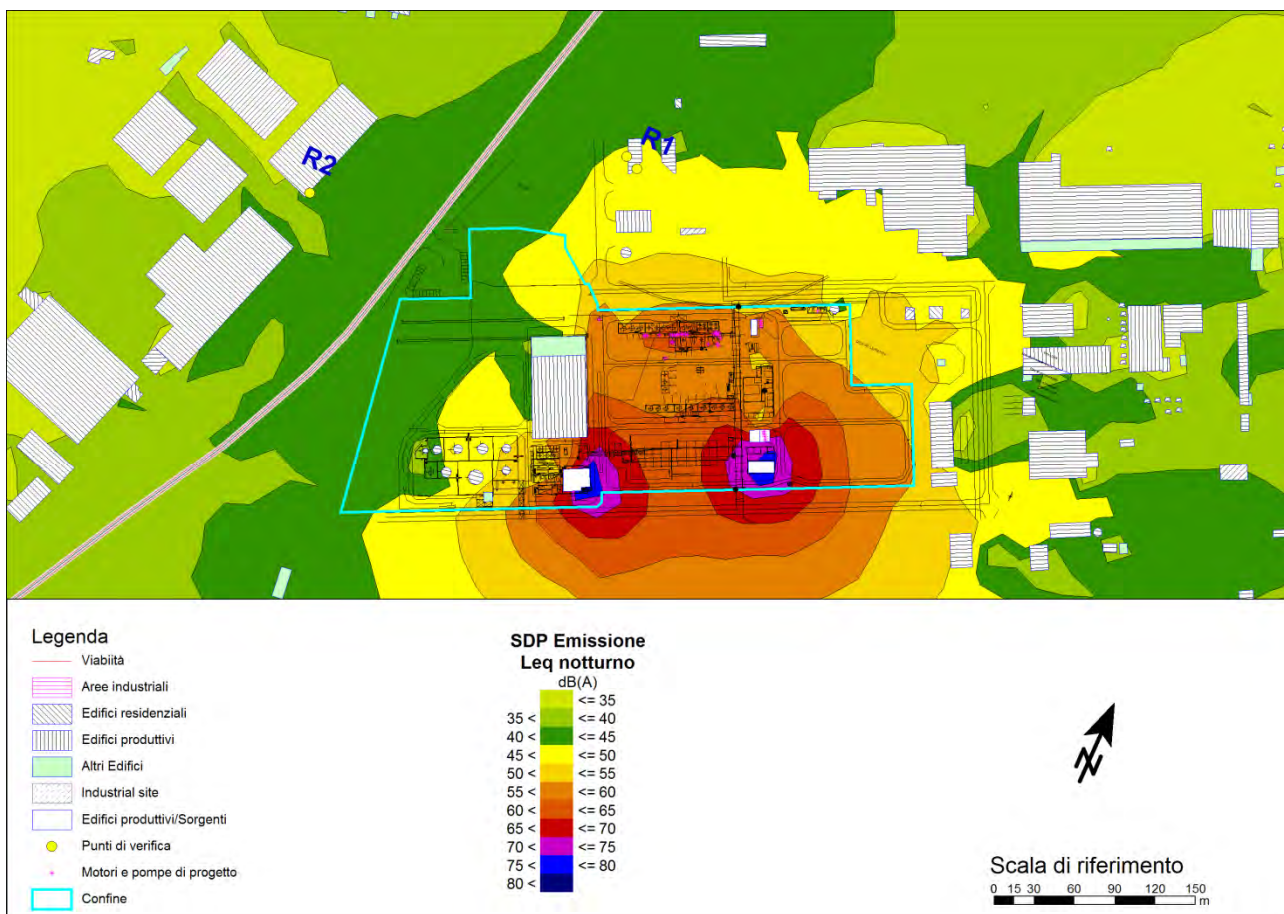 R1
R2
Legenda
Viabiità
Aree industriali
Edifici residenziali
Edifici produttivi
Altri Edifici
Industrial site
Edifici produttivi/Sorgenti
Punti di verifica
Motori e pompe di progetto
Confine
SDP Emissione
Leq notturno
dB(A)
<= 35
35 < <= 40
40 < <= 45
45 < <= 50
50 < <= 55
55 < <= 60
60 < <= 65
65 < <= 70
70 < <= 75
75 < <= 80
80 <
N
Scala di riferimento
0 15 30 60 90 120 150
m